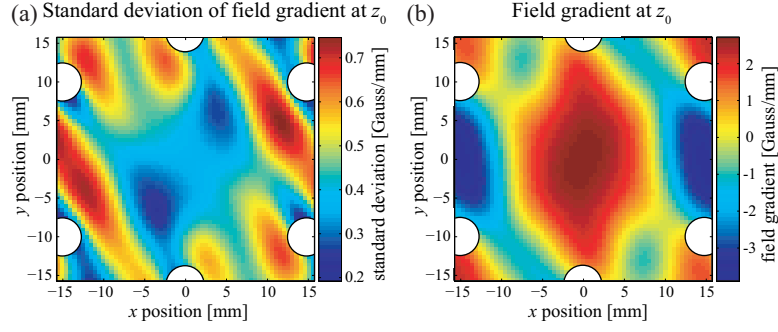 (a) Standard deviation of field gradient at z₀
15
10
5
0
−5
−10
−15
y position [mm]
−15 −10 −5 0 5 10 15
x position [mm]
0.7
0.6
0.5
0.4
0.3
0.2
standard deviation [Gauss/mm]
(b) Field gradient at z₀
15
10
5
0
−5
−10
−15
y position [mm]
−15 −10 −5 0 5 10 15
x position [mm]
2
1
0
−1
−2
−3
field gradient [Gauss/mm]